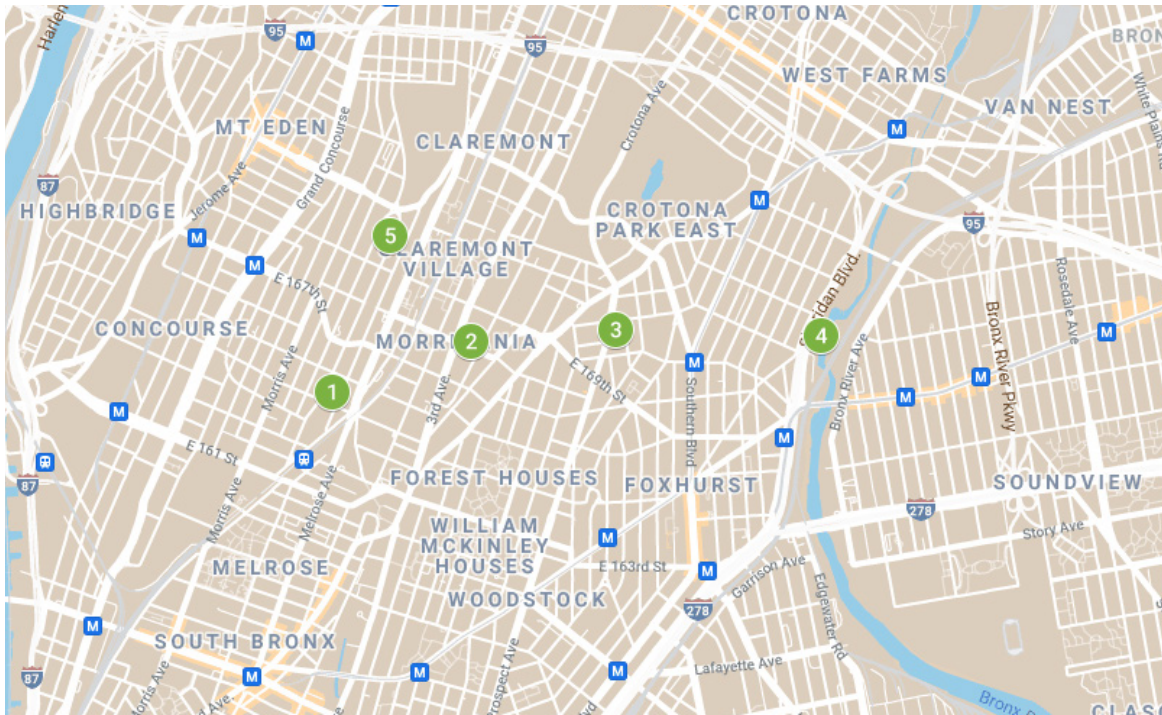 CROTONA
Harlem
95
M
95
BRON
WEST FARMS
White Plains Rd
VAN NEST
MT EDEN
M
CLAREMONT
Crotona Ave
Grand Concourse
Jerome Ave
87
HIGHBRIDGE
M
CROTONA
PARK EAST
95
5
M
CLAREMONT
VILLAGE
M
E 167th St
Sheridan Blvd.
Rosedale Ave
CONCOURSE
MORRISANIA
2
3
4
M
Bronx River Pkwy
Morris Ave
M
E 169th St
Southern Blvd
Bronx River Ave
M
1
3rd Ave.
M
M
M
E 161 St
87
Morris Ave
Melrose Ave
FOREST HOUSES
FOXHURST
SOUNDVIEW
278
WILLIAM
MCKINLEY
HOUSES
M
Story Ave
MELROSE
E 163rd St
M
Garrison Ave
WOODSTOCK
278
Edgewater Rd
M
SOUTH BRONX
87
M
M
M
Lafayette Ave
Morris Ave
Prospect Ave
Bronx
CLAS